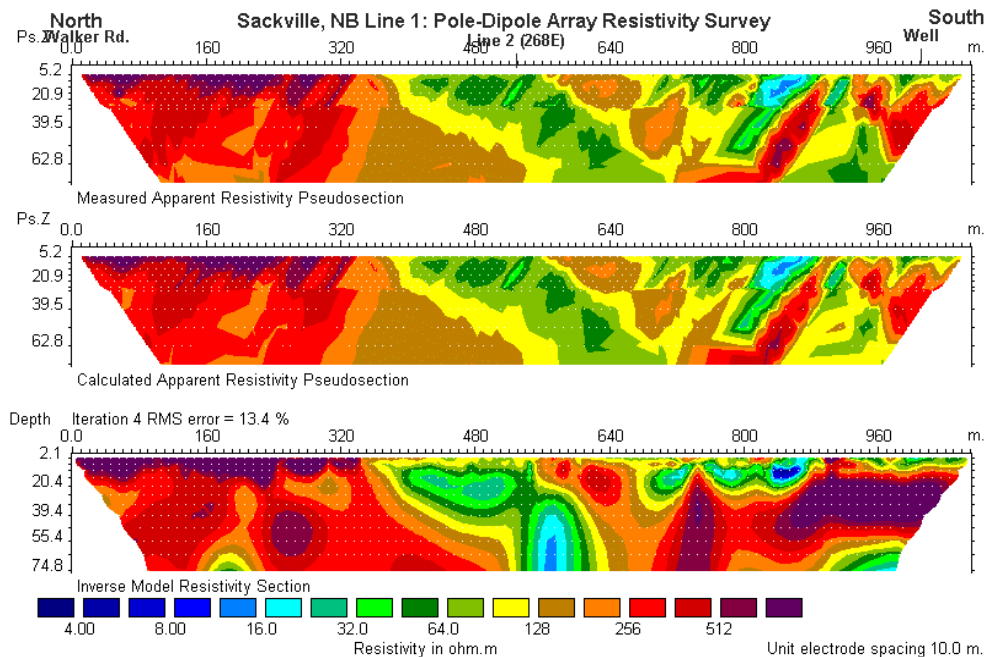 North
Sackville, NB Line 1: Pole-Dipole Array Resistivity Survey
South
Ps.Z
Walker Rd.
Line 2 (268E)
Well
0.0 160 320 480 640 800 960 m.
5.2
20.9
39.5
62.8
Measured Apparent Resistivity Pseudosection
Ps.Z
0.0 160 320 480 640 800 960 m.
5.2
20.9
39.5
62.8
Calculated Apparent Resistivity Pseudosection
Depth Iteration 4 RMS error = 13.4 %
0.0 160 320 480 640 800 960 m.
2.1
20.4
39.4
55.4
74.8
Inverse Model Resistivity Section
4.00 8.00 16.0 32.0 64.0 128 256 512
Resistivity in ohm.m
Unit electrode spacing 10.0 m.